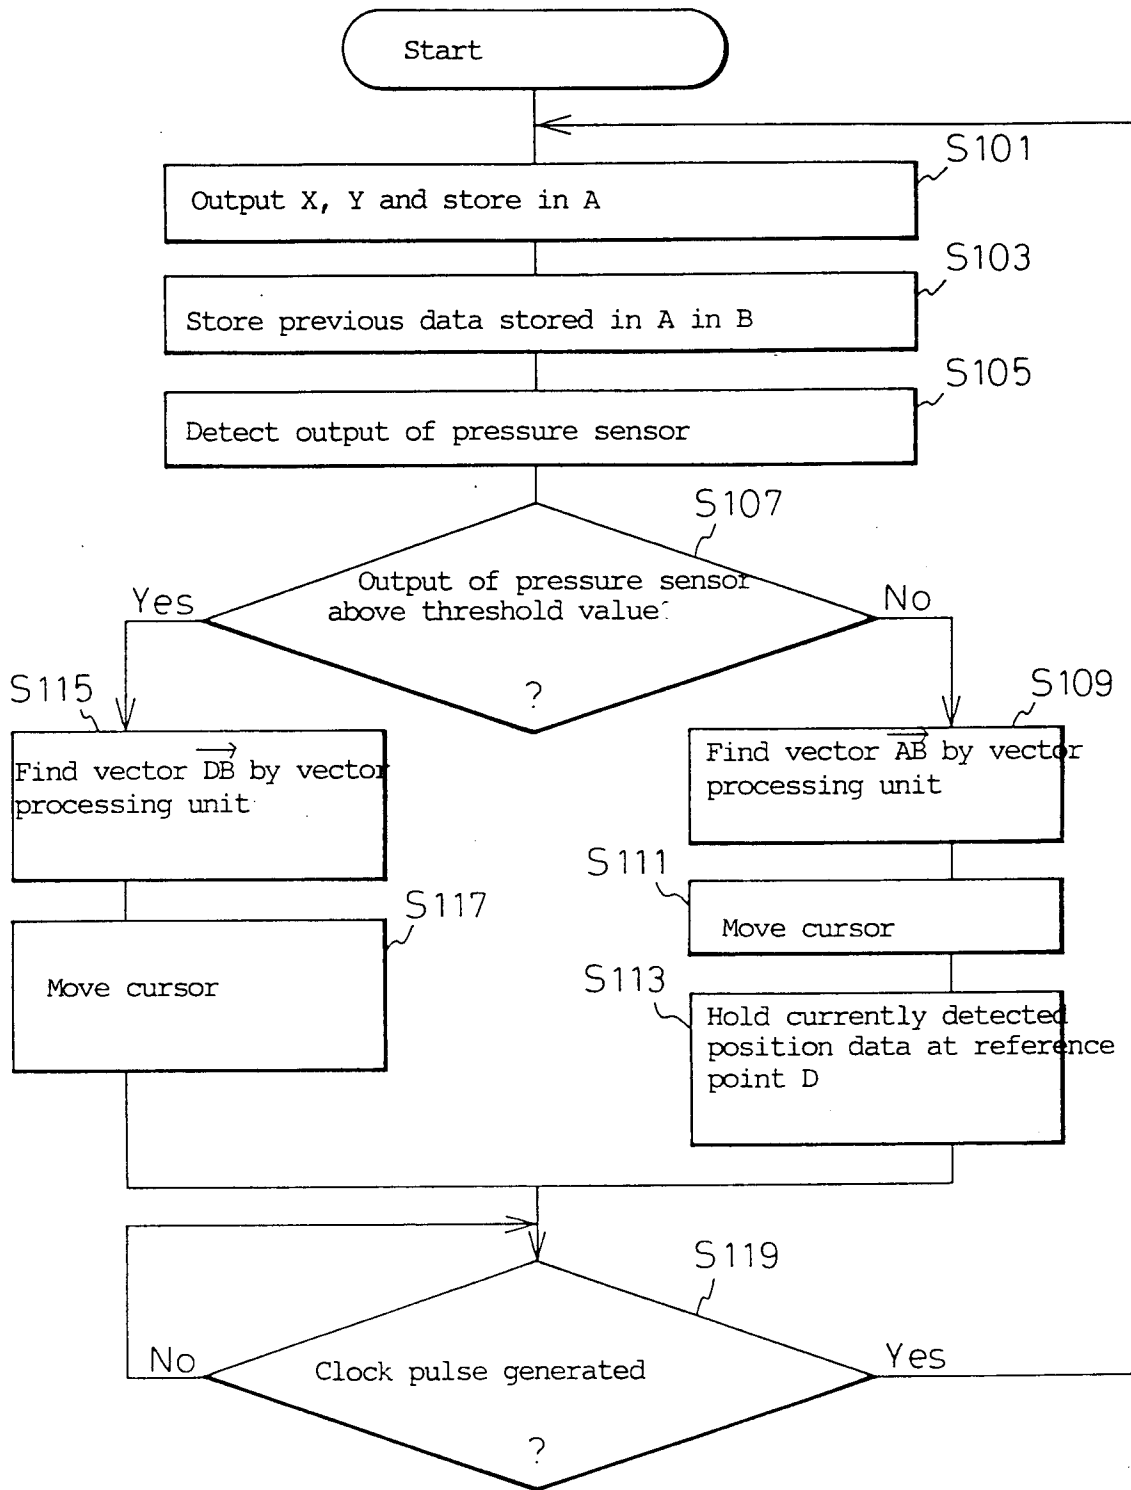 Start
S101
Output X, Y and store in A
S103
Store previous data stored in A in B
S105
Detect output of pressure sensor
S107
Output of pressure sensor
above threshold value
?
Yes
No
S115
Find vector DB by vector
processing unit
S109
Find vector AB by vector
processing unit
S111
Move cursor
S117
Move cursor
S113
Hold currently detected
position data at reference
point D
S119
Clock pulse generated
?
No
Yes